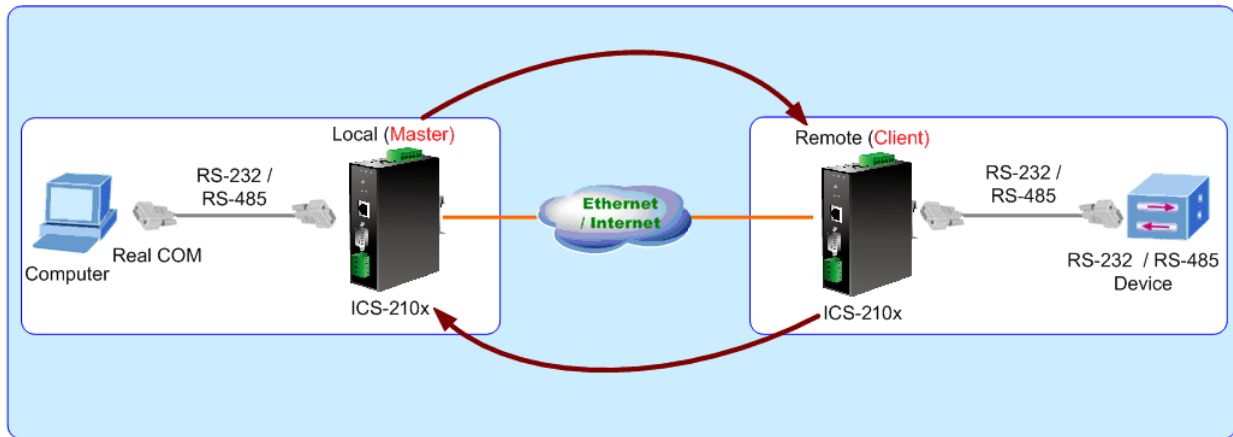 Local (Master)
RS-232 /
RS-485
Real COM
Computer
ICS-210x
Ethernet
/ Internet
Remote (Client)
RS-232 /
RS-485
RS-232 / RS-485
Device
ICS-210x